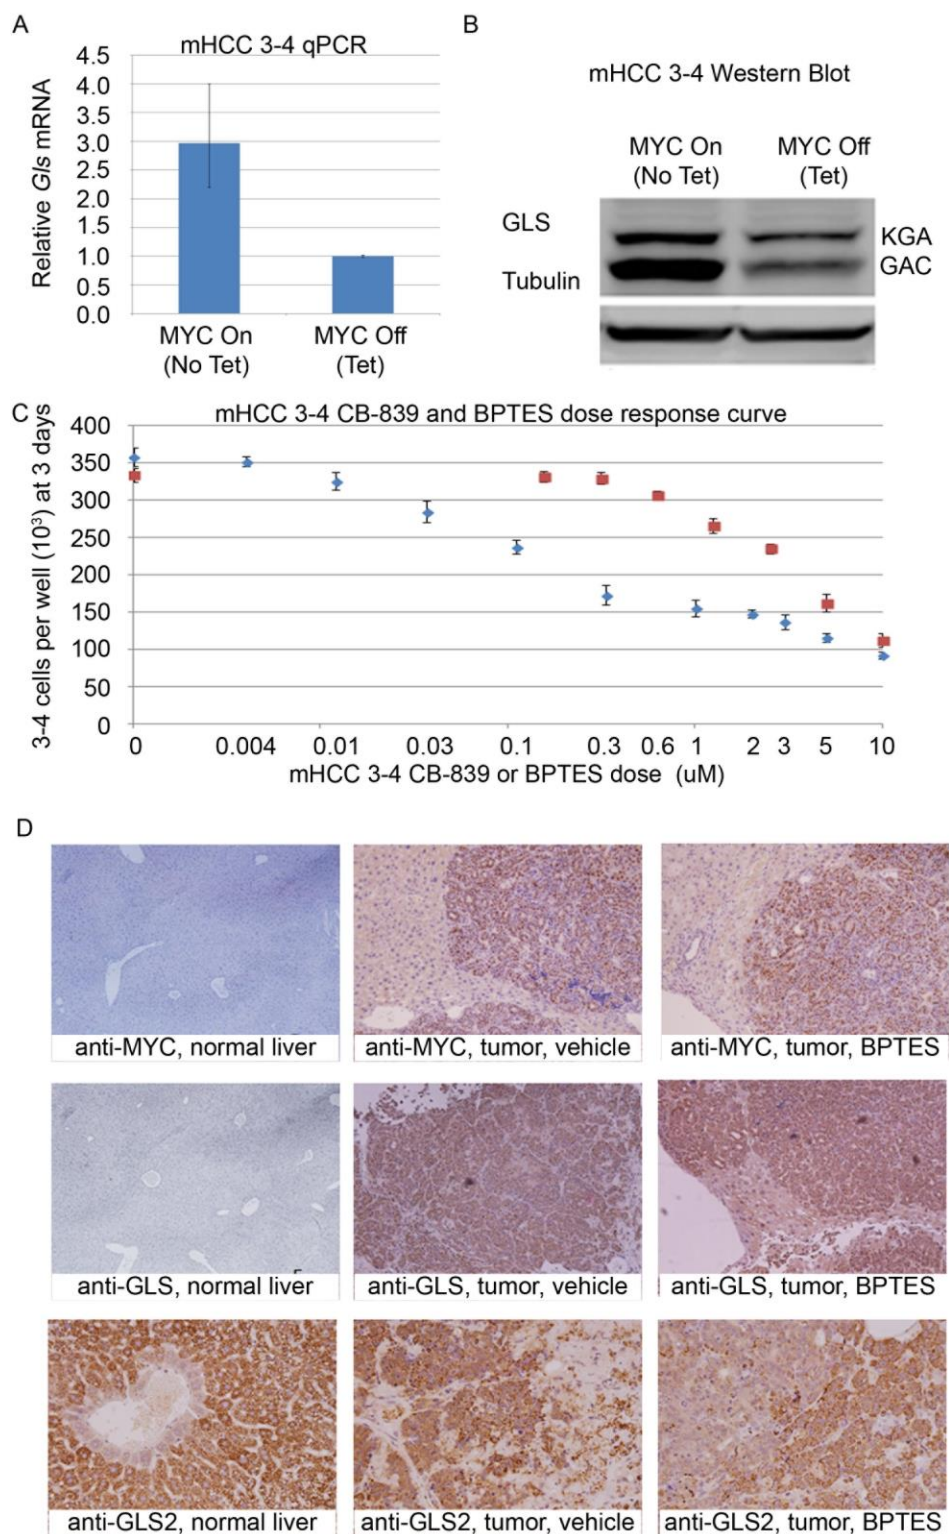 A
mHCC 3-4 qPCR
Relative Gls mRNA
4.5
4.0
3.5
3.0
2.5
2.0
1.5
1.0
0.5
0.0
MYC On
(No Tet)
MYC Off
(Tet)
B
mHCC 3-4 Western Blot
MYC On
(No Tet)
MYC Off
(Tet)
GLS
KGA
GAC
Tubulin
C
mHCC 3-4 CB-839 and BPTES dose response curve
3-4 cells per well (10³) at 3 days
400
350
300
250
200
150
100
50
0
0 0.004 0.01 0.03 0.1 0.3 0.6 1 2 3 5 10
mHCC 3-4 CB-839 or BPTES dose (uM)
D
anti-MYC, normal liver
anti-MYC, tumor, vehicle
anti-MYC, tumor, BPTES
anti-GLS, normal liver
anti-GLS, tumor, vehicle
anti-GLS, tumor, BPTES
anti-GLS2, normal liver
anti-GLS2, tumor, vehicle
anti-GLS2, tumor, BPTES